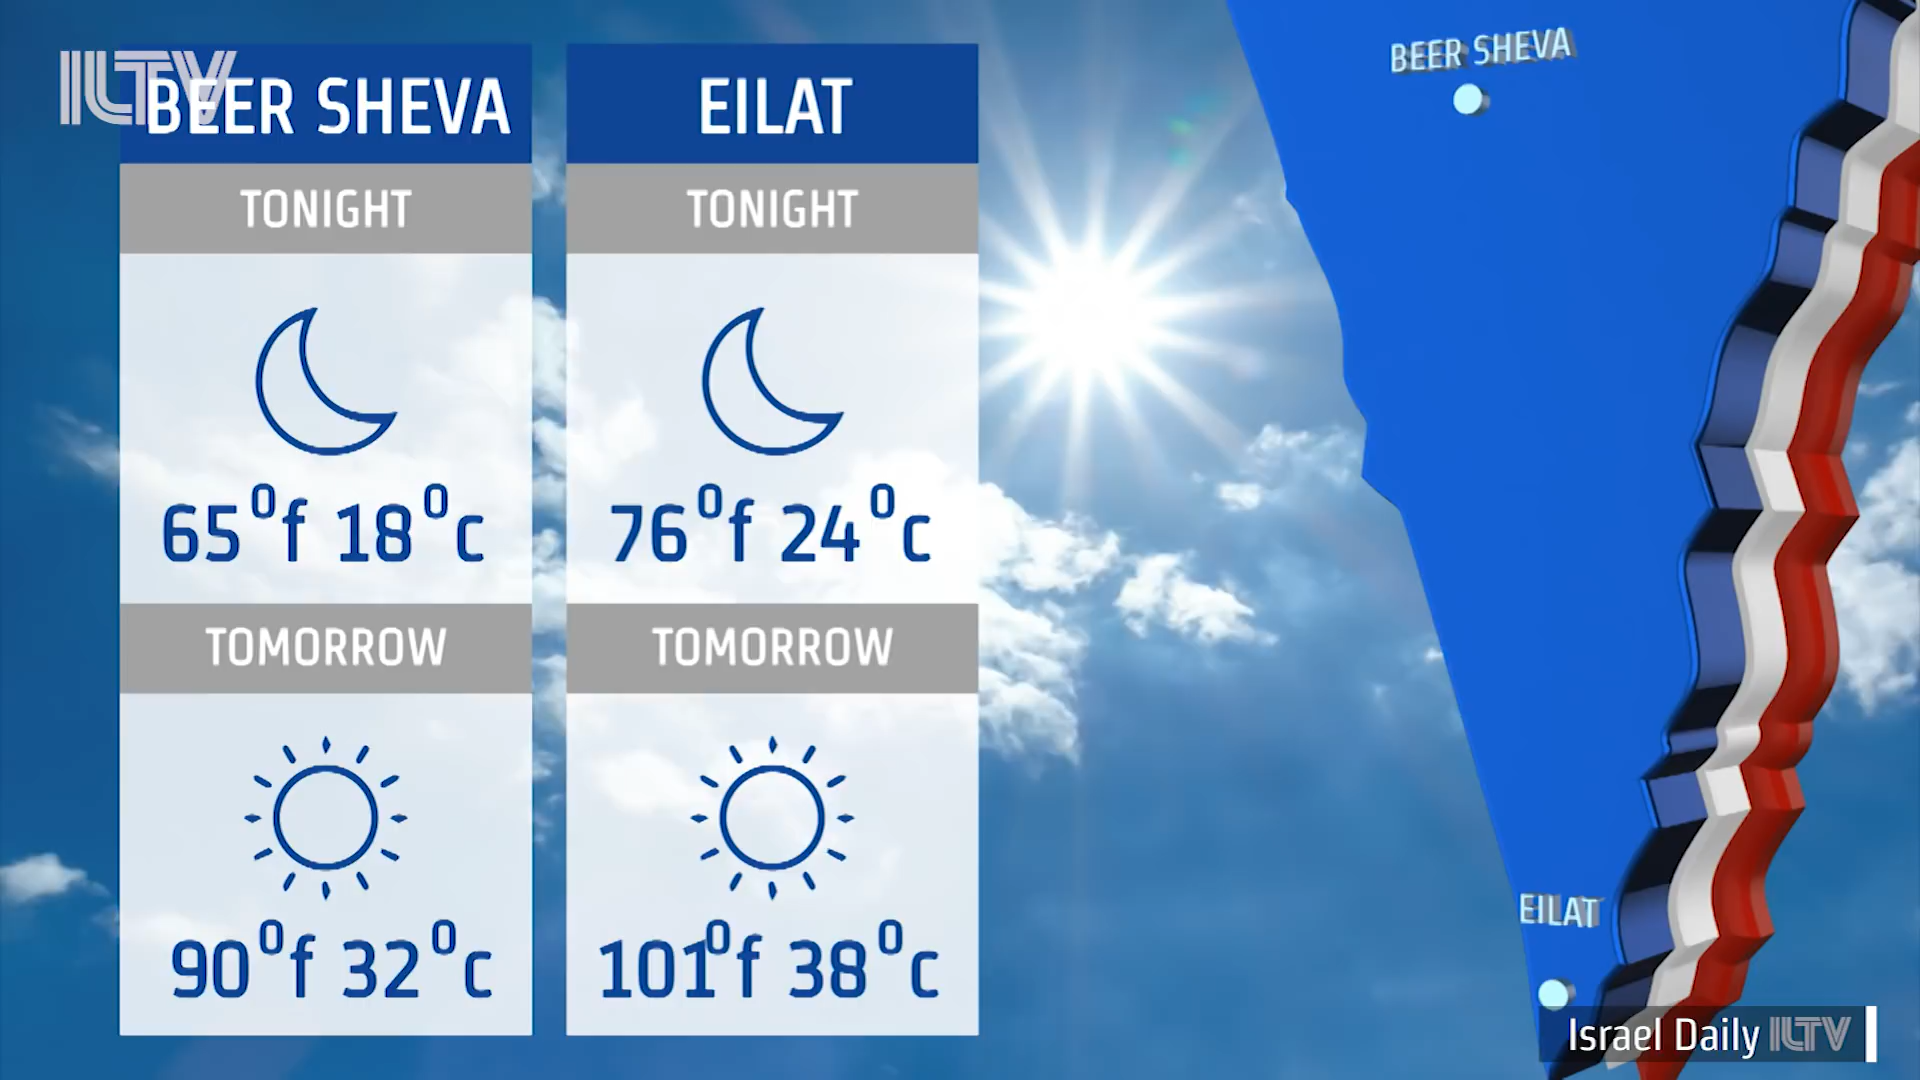 ILTV
BEER SHEVA
TONIGHT
65°f 18°c
TOMORROW
90°f 32°c
EILAT
TONIGHT
76°f 24°c
TOMORROW
101°f 38°c
BEER SHEVA
EILAT
Israel Daily ILTV